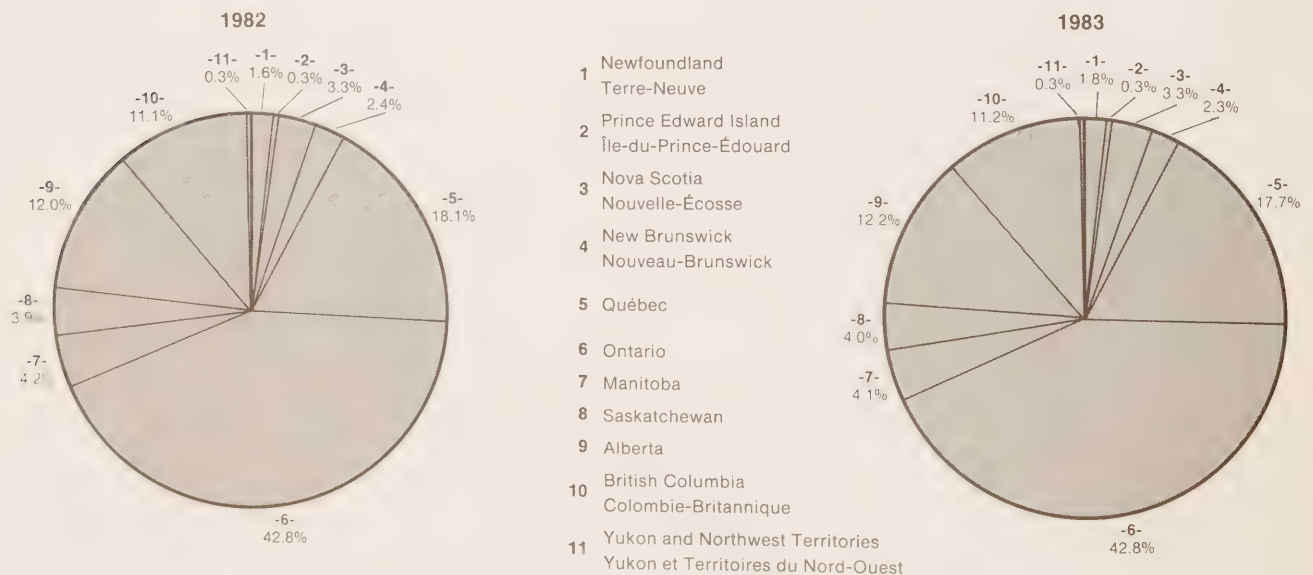 1982
-11-
0.3%
-1-
1.6%
-2-
0.3%
-3-
3.3%
-4-
2.4%
-5-
18.1%
-6-
42.8%
-7-
-8-
-9-
12.0%
-10-
11.1%
1 Newfoundland
Terre-Neuve
2 Prince Edward Island
Île-du-Prince-Édouard
3 Nova Scotia
Nouvelle-Écosse
4 New Brunswick
Nouveau-Brunswick
5 Québec
6 Ontario
7 Manitoba
8 Saskatchewan
9 Alberta
10 British Columbia
Colombie-Britannique
11 Yukon and Northwest Territories
Yukon et Territoires du Nord-Ouest
1983
-11-
0.3%
-1-
1 8%
-2-
0.3%
-3-
3 3%
-4-
2.3%
-5-
17.7%
-6-
42.8%
-7-
4 1%
-8-
4 0%
-9-
12 2%
-10-
11.2%